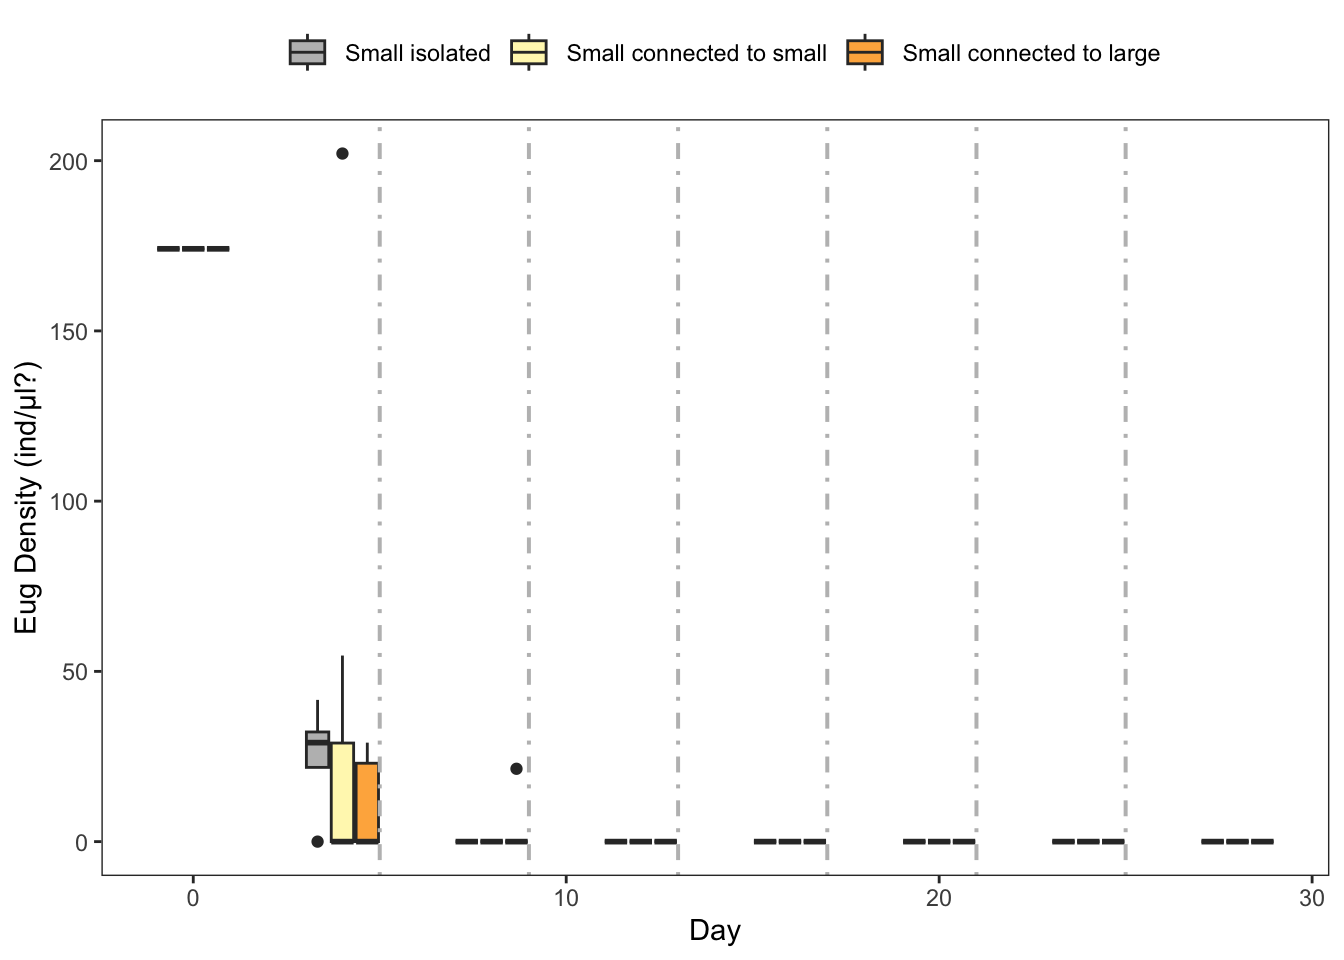 Small isolated Small connected to small Small connected to large
200
150
100
50
0
Eug Density (ind/μl?)
0 10 20 30
Day